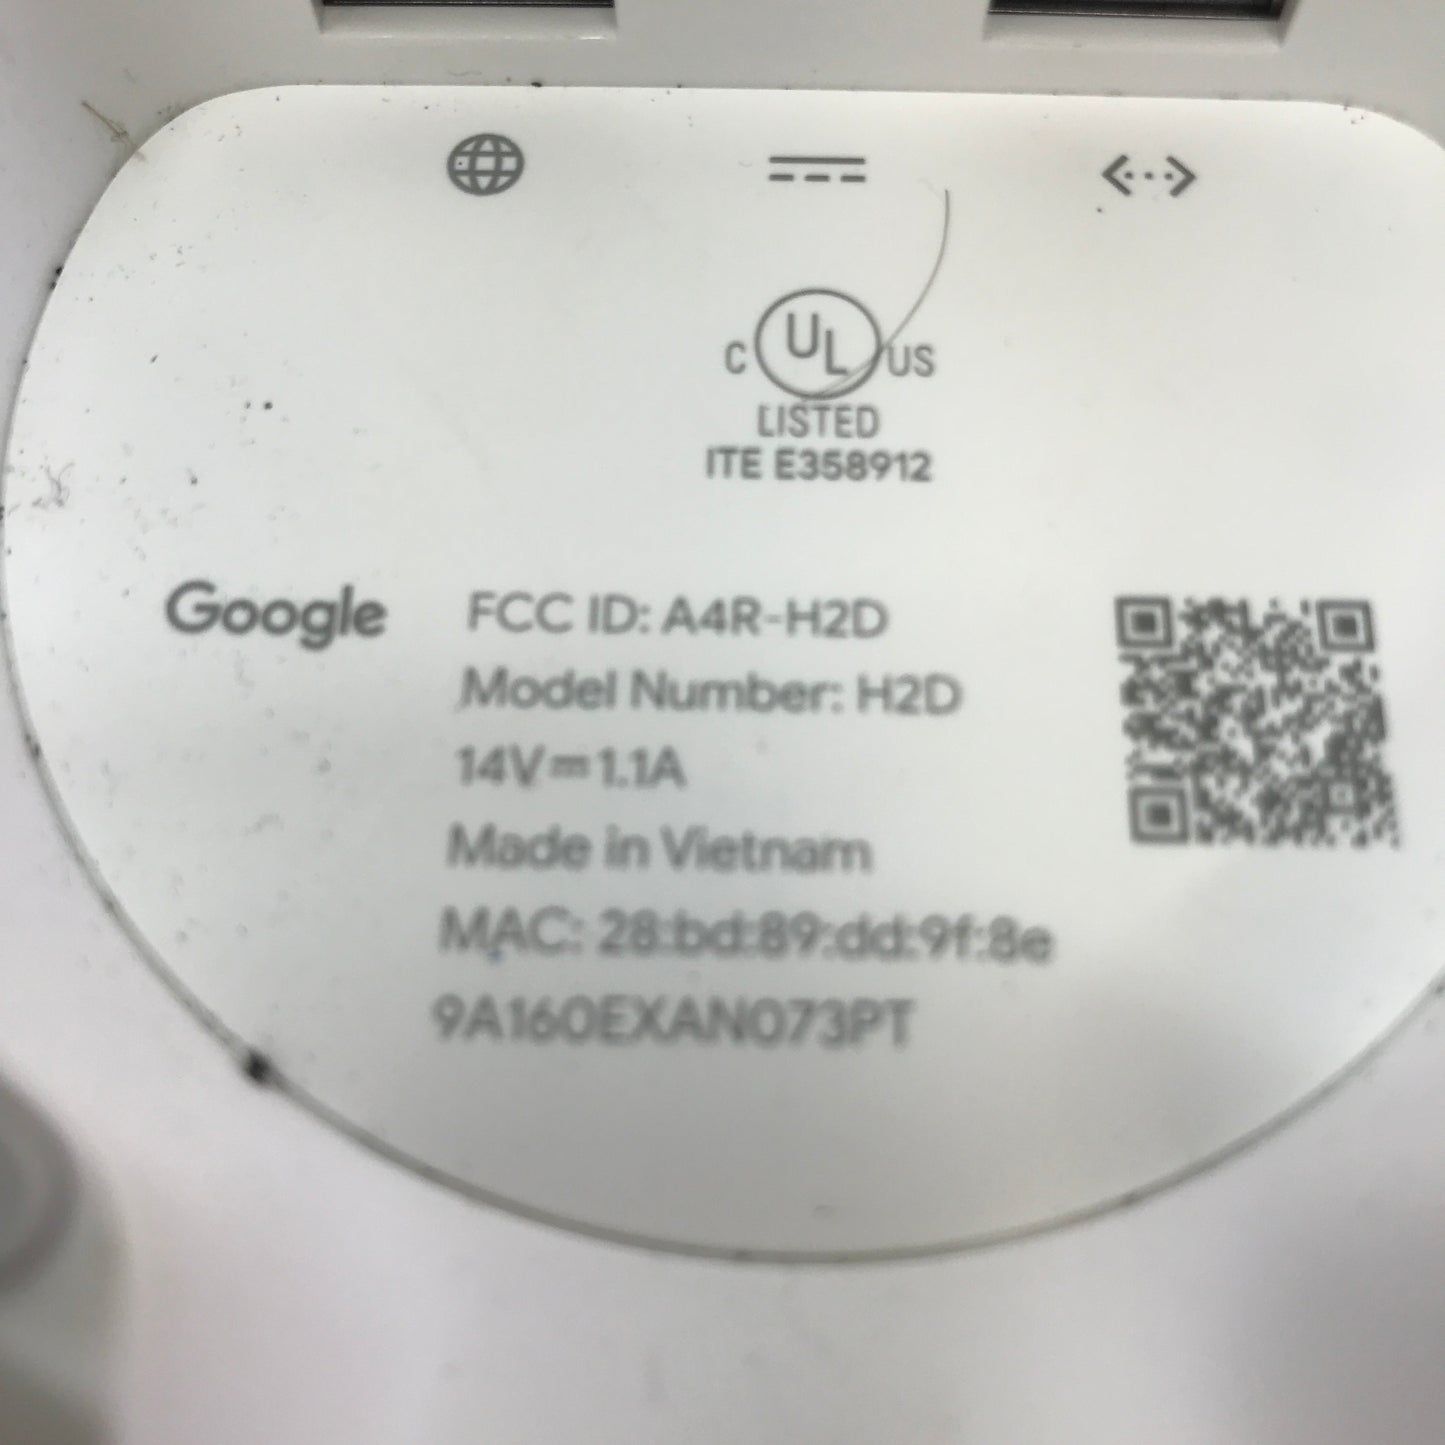 C UL US
LISTED
ITE E358912
Google
FCC ID: A4R-H2D
Model Number: H2D
14V⎓1.1A
Made in Vietnam
MAC: 28:bd:89:dd:9f:8e
9A160EXAN073PT